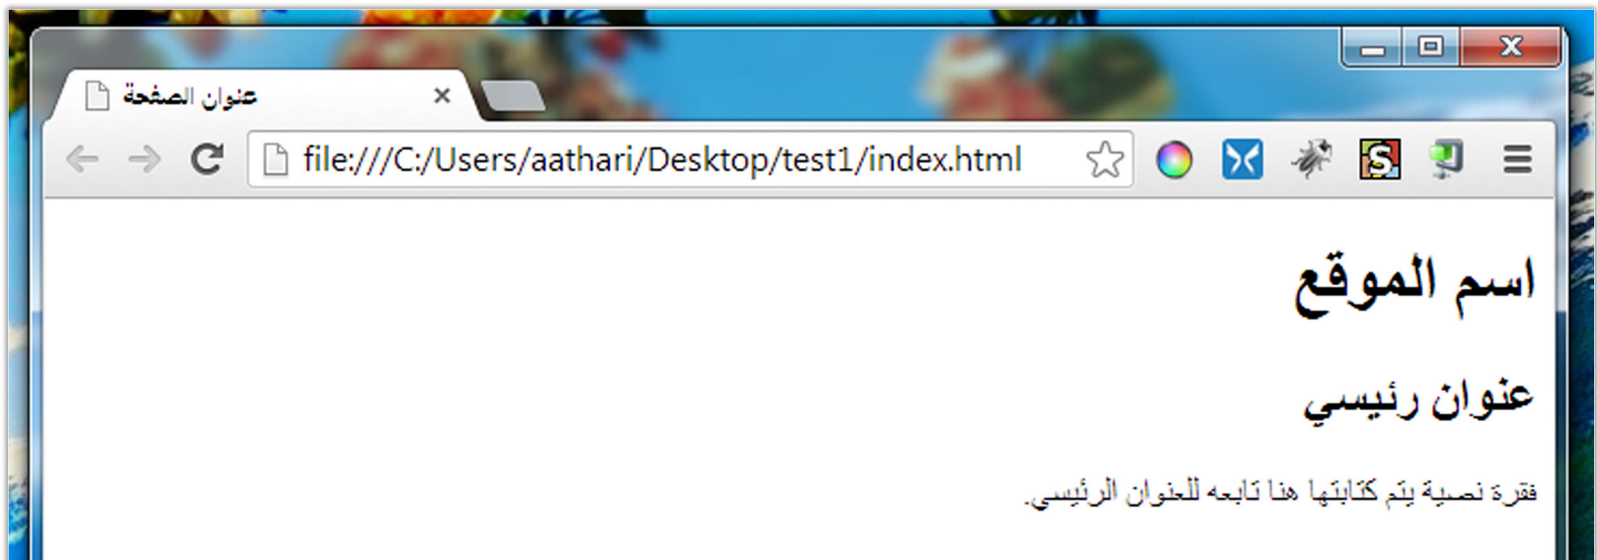 عنوان الصفحة
file:///C:/Users/aathari/Desktop/test1/index.html
S
اسم الموقع
عنوان رئيسي
فقرة نصية يتم كتابتها هنا تابعه للعنوان الرئيسي.